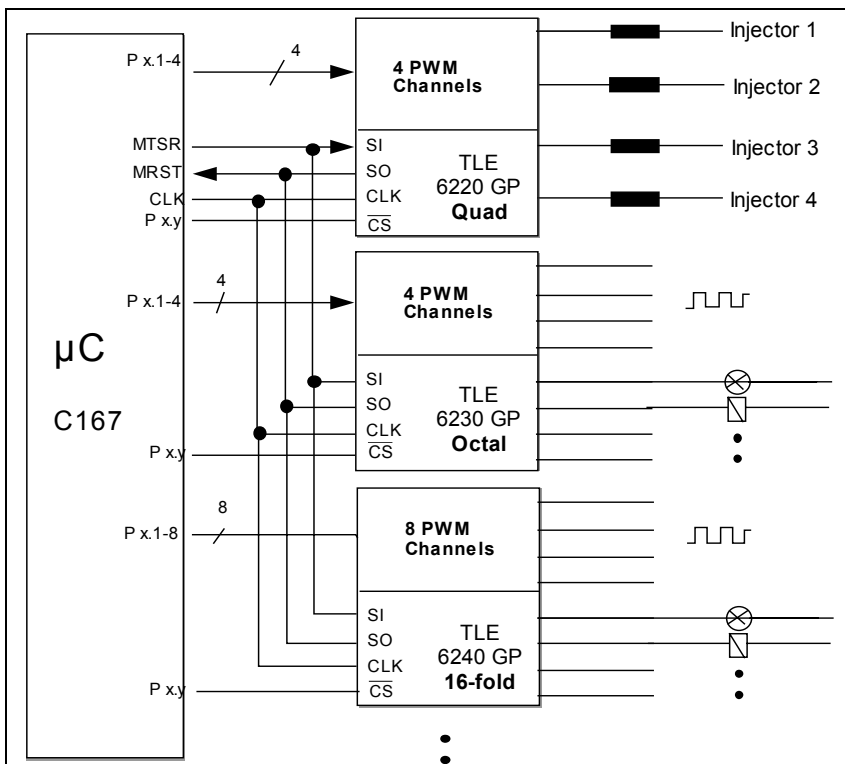 µC
C167
P x.1-4
4
4 PWM
Channels
Injector 1
Injector 2
MTSR
MRST
CLK
P x.y
SI
SO
CLK
CS
TLE
6220 GP
Quad
Injector 3
Injector 4
P x.1-4
4
4 PWM
Channels
SI
SO
CLK
CS
TLE
6230 GP
Octal
P x.y
P x.1-8
8
8 PWM
Channels
SI
SO
CLK
CS
TLE
6240 GP
16-fold
P x.y